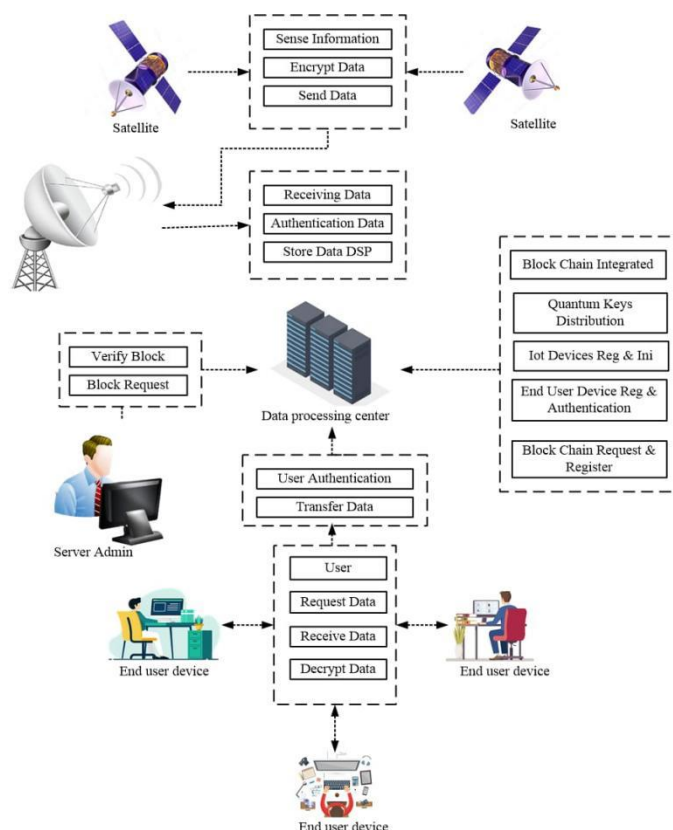 Sense Information
Encrypt Data
Send Data
Satellite
Satellite
Receiving Data
Authentication Data
Store Data DSP
Block Chain Integrated
Quantum Keys
Distribution
Iot Devices Reg & Ini
End User Device Reg &
Authentication
Block Chain Request &
Register
Verify Block
Block Request
Data processing center
Server Admin
User Authentication
Transfer Data
User
Request Data
Receive Data
Decrypt Data
End user device
End user device
End user device